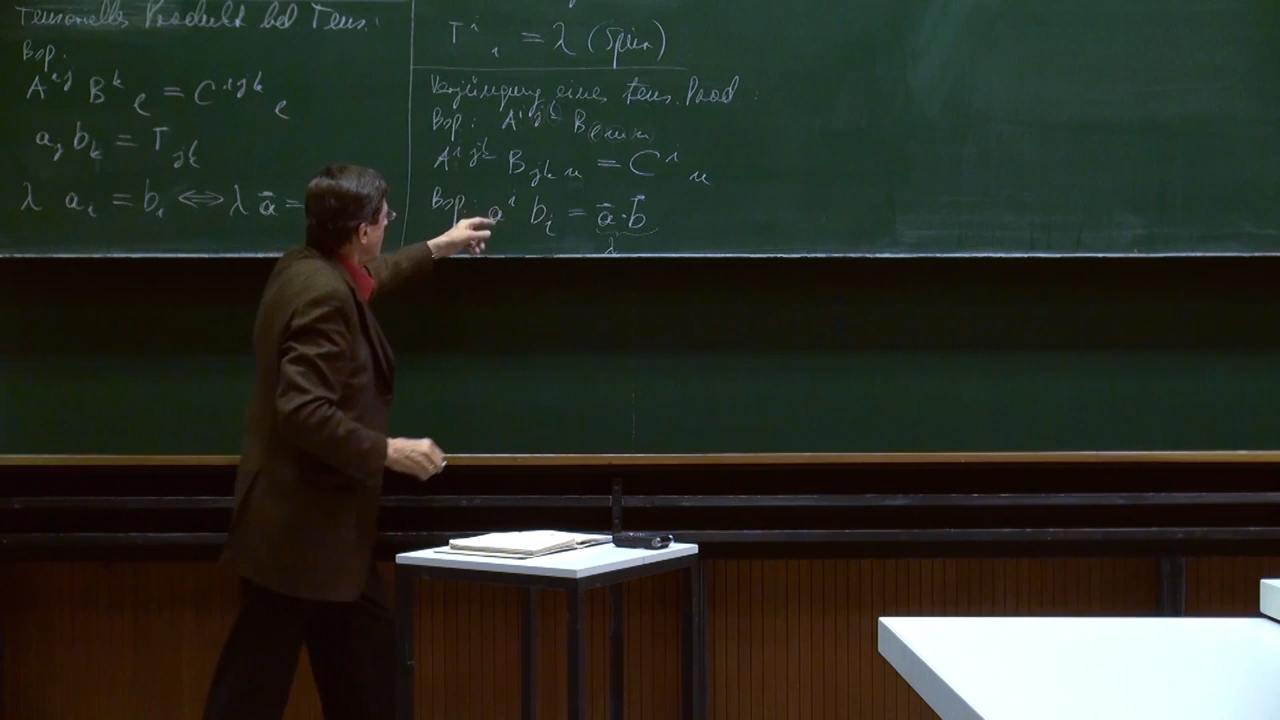 Tensorielles Produkt bel Tens.:
Bsp.
A^{ij} B^k_l = C^{ijk}_l
a_j b_k = T_{jk}
λ a_i = b_i ⇔ λ a⃗ =
T^i_i = λ (Spur)
Verjüngung eines tens. Prod.:
Bsp.: A^{ijk} B_{lmn}
A^{ijk} B_{jkn} = C^i_n
Bsp.: a^i b_i = a⃗ · b⃗
λ